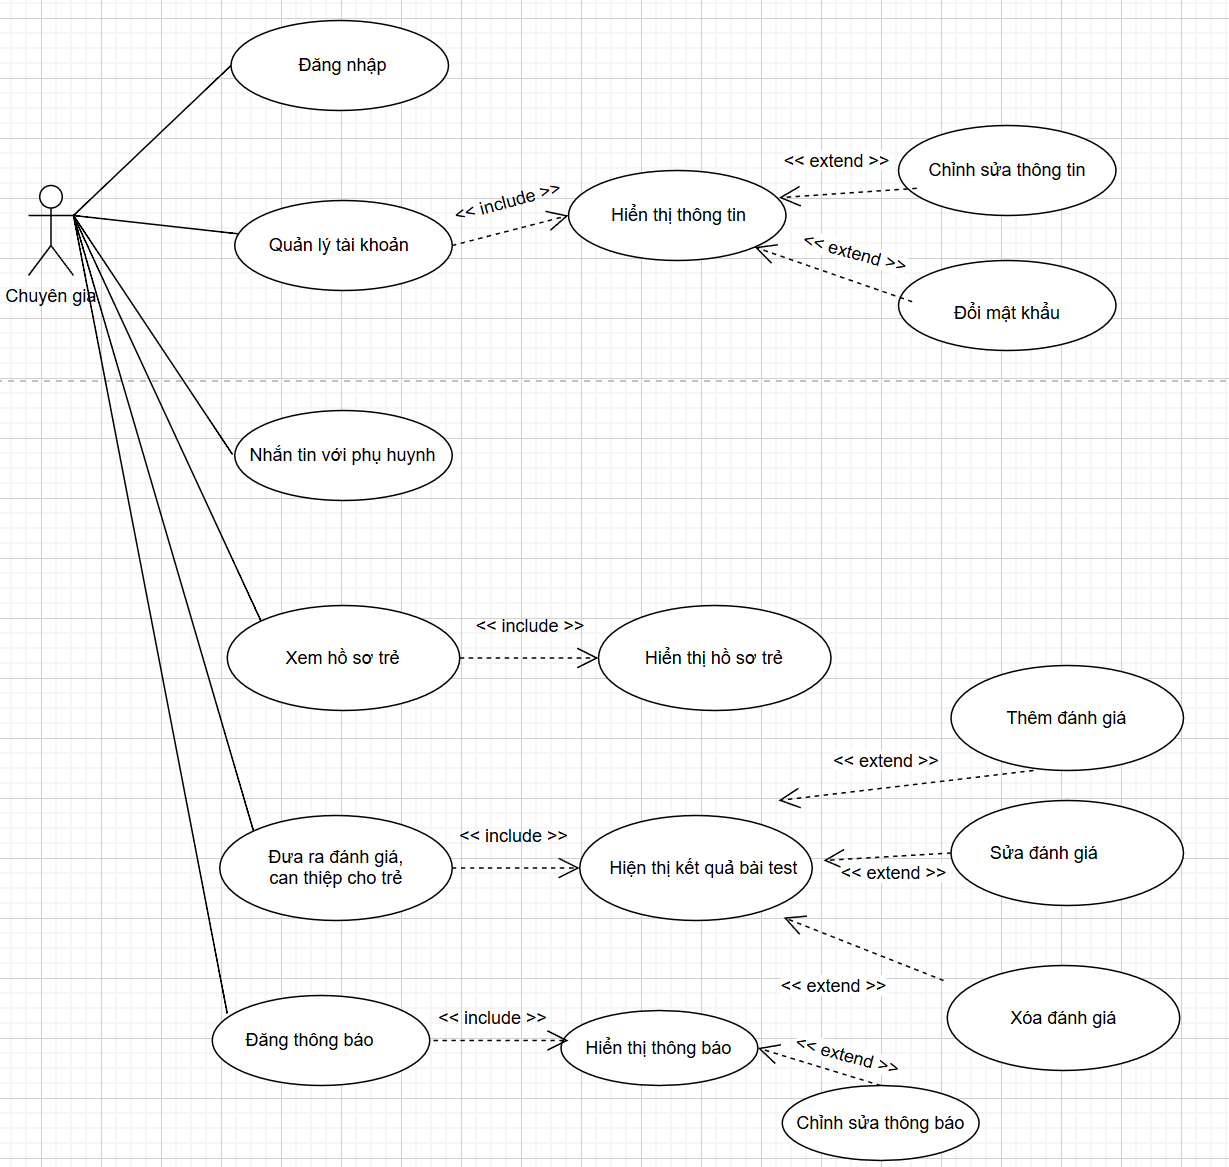 Đăng nhập
<< extend >>
Chỉnh sửa thông tin
<< include >>
Hiển thị thông tin
Quản lý tài khoản
<< extend >>
Chuyên gia
Đổi mật khẩu
Nhắn tin với phụ huynh
<< include >>
Xem hồ sơ trẻ
Hiển thị hồ sơ trẻ
Thêm đánh giá
<< extend >>
<< include >>
Đưa ra đánh giá,
can thiệp cho trẻ
Hiện thị kết quả bài test
Sửa đánh giá
<< extend >>
<< extend >>
Xóa đánh giá
<< include >>
Đăng thông báo
Hiển thị thông báo
<< extend >>
Chỉnh sửa thông báo